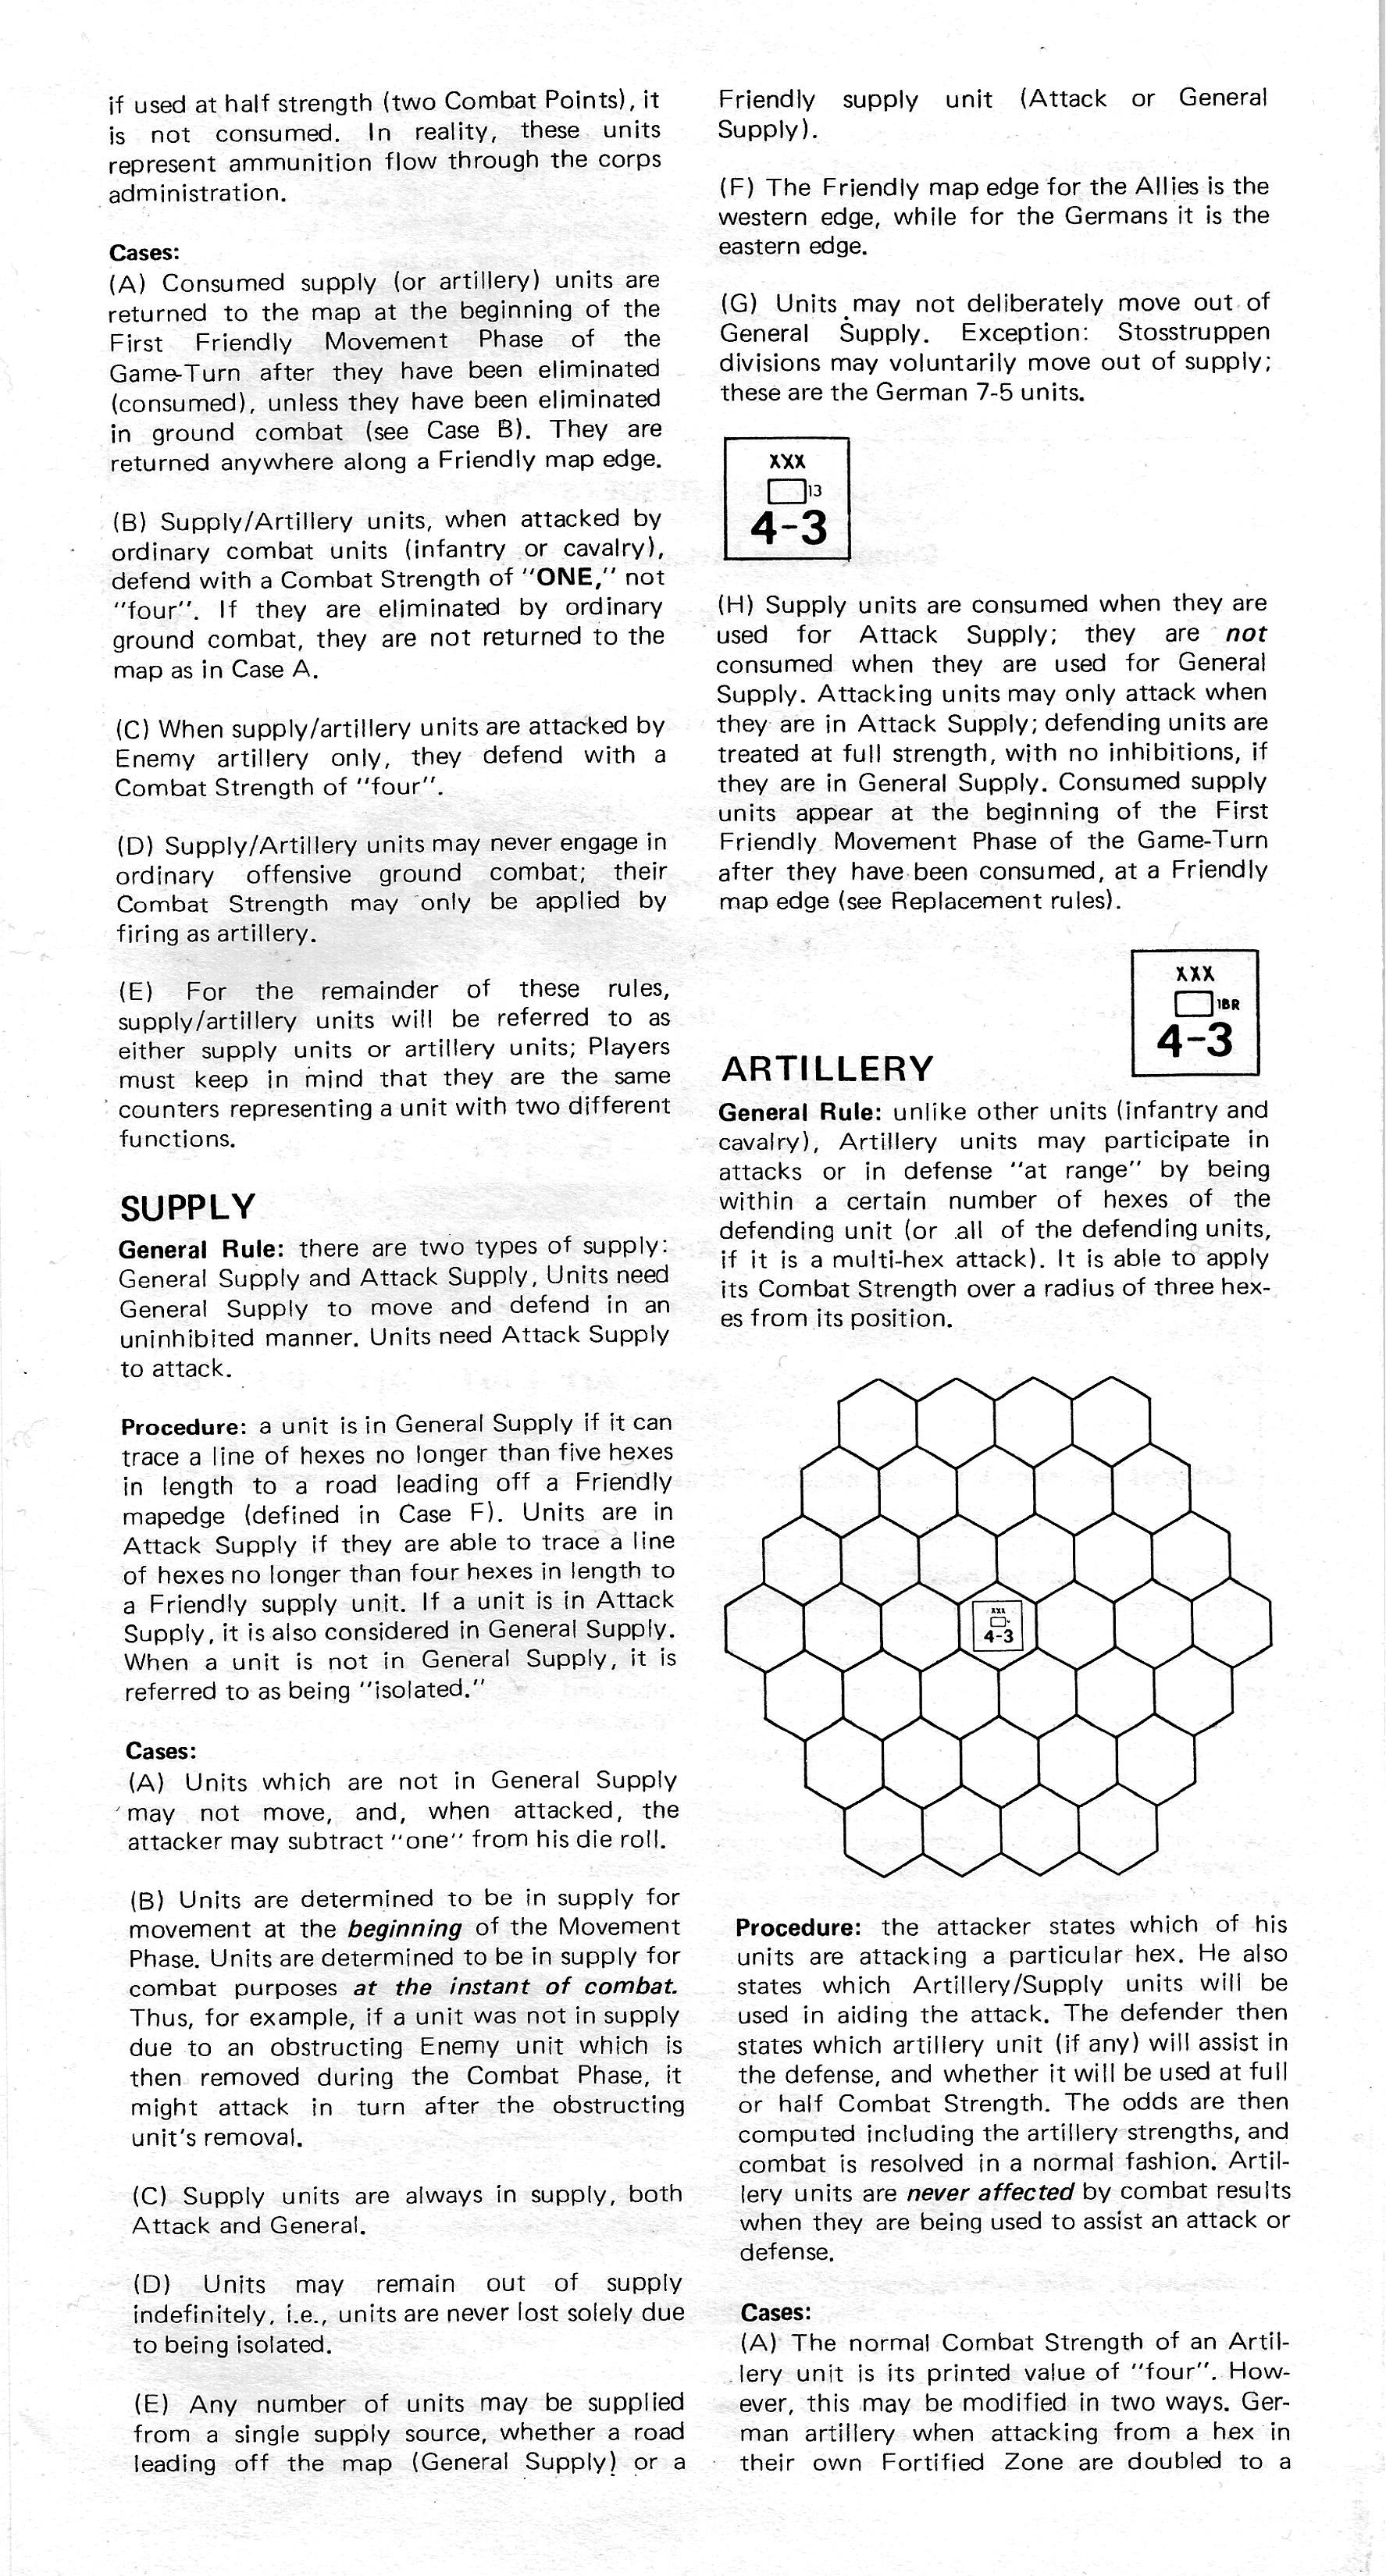 if used at half strength (two Combat Points), it
is not consumed. In reality, these units
represent ammunition flow through the corps
administration.
Cases:
(A) Consumed supply (or artillery) units are
returned to the map at the beginning of the
First Friendly Movement Phase of the
Game-Turn after they have been eliminated
(consumed), unless they have been eliminated
in ground combat (see Case B). They are
returned anywhere along a Friendly map edge.
(B) Supply/Artillery units, when attacked by
ordinary combat units (infantry or cavalry),
defend with a Combat Strength of "ONE," not
"four". If they are eliminated by ordinary
ground combat, they are not returned to the
map as in Case A.
(C) When supply/artillery units are attacked by
Enemy artillery only, they defend with a
Combat Strength of "four".
(D) Supply/Artillery units may never engage in
ordinary offensive ground combat; their
Combat Strength may only be applied by
firing as artillery.
(E) For the remainder of these rules,
supply/artillery units will be referred to as
either supply units or artillery units; Players
must keep in mind that they are the same
counters representing a unit with two different
functions.
SUPPLY
General Rule: there are two types of supply:
General Supply and Attack Supply, Units need
General Supply to move and defend in an
uninhibited manner. Units need Attack Supply
to attack.
Procedure: a unit is in General Supply if it can
trace a line of hexes no longer than five hexes
in length to a road leading off a Friendly
mapedge (defined in Case F). Units are in
Attack Supply if they are able to trace a line
of hexes no longer than four hexes in length to
a Friendly supply unit. If a unit is in Attack
Supply, it is also considered in General Supply.
When a unit is not in General Supply, it is
referred to as being "isolated."
Cases:
(A) Units which are not in General Supply
may not move, and, when attacked, the
attacker may subtract "one" from his die roll.
(B) Units are determined to be in supply for
movement at the beginning of the Movement
Phase. Units are determined to be in supply for
combat purposes at the instant of combat.
Thus, for example, if a unit was not in supply
due to an obstructing Enemy unit which is
then removed during the Combat Phase, it
might attack in turn after the obstructing
unit's removal.
(C) Supply units are always in supply, both
Attack and General.
(D) Units may remain out of supply
indefinitely, i.e., units are never lost solely due
to being isolated.
(E) Any number of units may be supplied
from a single supply source, whether a road
leading off the map (General Supply) or a
Friendly supply unit (Attack or General
Supply).
(F) The Friendly map edge for the Allies is the
western edge, while for the Germans it is the
eastern edge.
(G) Units may not deliberately move out of
General Supply. Exception: Stosstruppen
divisions may voluntarily move out of supply;
these are the German 7-5 units.
XXX
13
4-3
(H) Supply units are consumed when they are
used for Attack Supply; they are not
consumed when they are used for General
Supply. Attacking units may only attack when
they are in Attack Supply; defending units are
treated at full strength, with no inhibitions, if
they are in General Supply. Consumed supply
units appear at the beginning of the First
Friendly Movement Phase of the Game-Turn
after they have been consumed, at a Friendly
map edge (see Replacement rules).
XXX
1BR
4-3
ARTILLERY
General Rule: unlike other units (infantry and
cavalry), Artillery units may participate in
attacks or in defense "at range" by being
within a certain number of hexes of the
defending unit (or all of the defending units,
if it is a multi-hex attack). It is able to apply
its Combat Strength over a radius of three hex-
es from its position.
XXX
4-3
Procedure: the attacker states which of his
units are attacking a particular hex. He also
states which Artillery/Supply units will be
used in aiding the attack. The defender then
states which artillery unit (if any) will assist in
the defense, and whether it will be used at full
or half Combat Strength. The odds are then
computed including the artillery strengths, and
combat is resolved in a normal fashion. Artil-
lery units are never affected by combat results
when they are being used to assist an attack or
defense.
Cases:
(A) The normal Combat Strength of an Artil-
lery unit is its printed value of "four". How-
ever, this may be modified in two ways. Ger-
man artillery when attacking from a hex in
their own Fortified Zone are doubled to a